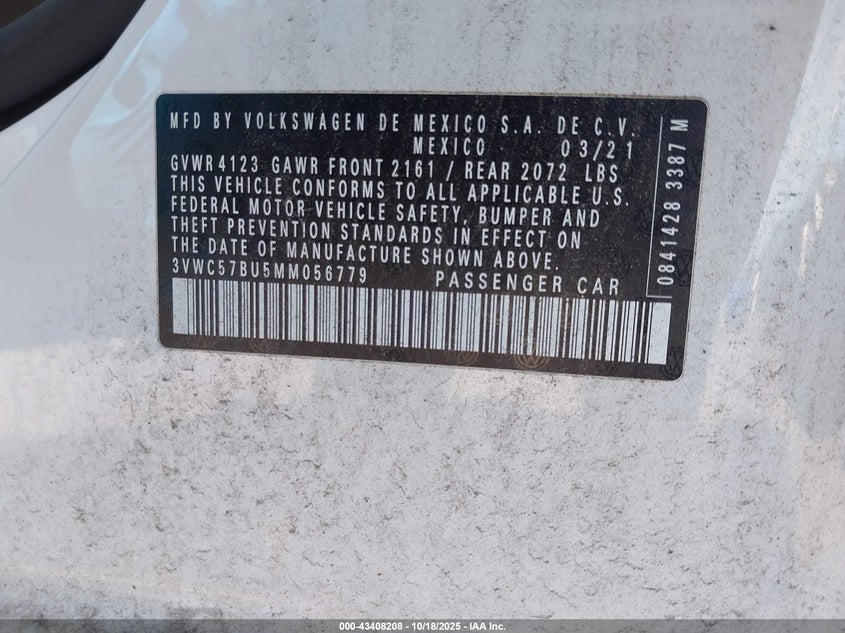 MFD BY VOLKSWAGEN DE MEXICO S.A. DE C.V.
MEXICO 03/21
GVWR 4123 GAWR FRONT 2161 / REAR 2072 LBS
THIS VEHICLE CONFORMS TO ALL APPLICABLE U.S.
FEDERAL MOTOR VEHICLE SAFETY, BUMPER AND
THEFT PREVENTION STANDARDS IN EFFECT ON
THE DATE OF MANUFACTURE SHOWN ABOVE.
3VWC57BU5MM056779 PASSENGER CAR
0841428 3387 M
000-43408208 - 10/18/2025 - IAA Inc.